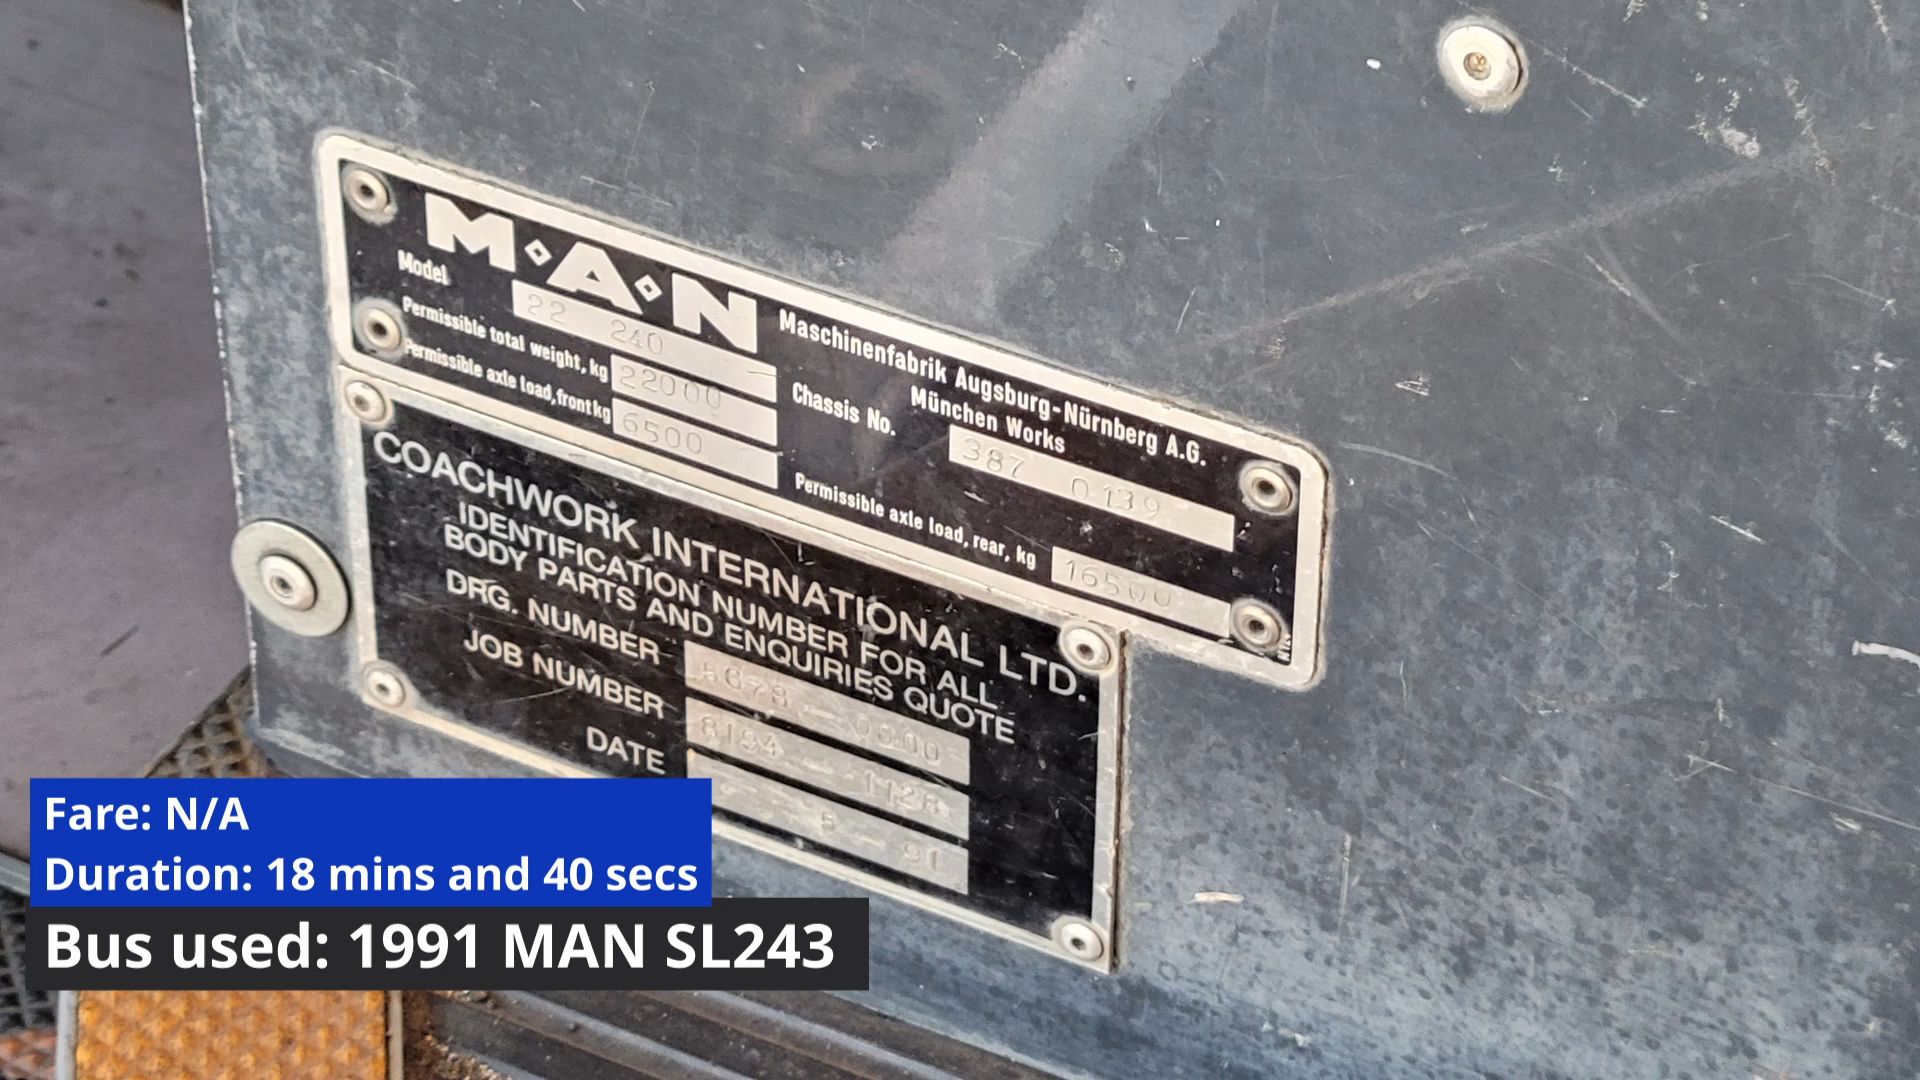 M·A·N
Maschinenfabrik Augsburg-Nürnberg A.G.
München Works
Model 22 240
Permissible total weight, kg 22000
Chassis No. 387 0139
Permissible axle load, front kg 6500
Permissible axle load, rear, kg 16500
COACHWORK INTERNATIONAL LTD.
IDENTIFICATION NUMBER FOR ALL
BODY PARTS AND ENQUIRIES QUOTE
DRG. NUMBER
JOB NUMBER
DATE 5 — 91
Fare: N/A
Duration: 18 mins and 40 secs
Bus used: 1991 MAN SL243